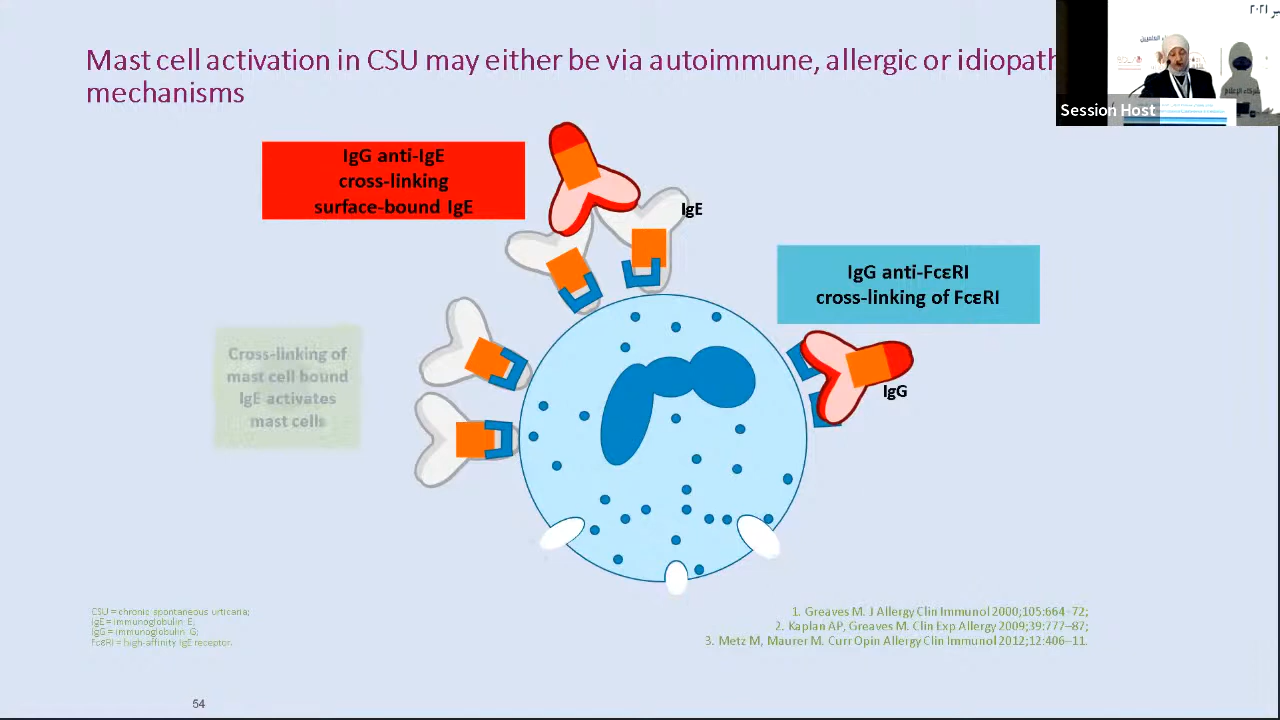 Mast cell activation in CSU may either be via autoimmune, allergic or idiopath
mechanisms
Session Host
IgG anti-IgE
cross-linking
surface-bound IgE
IgE
IgG anti-FcεRI
cross-linking of FcεRI
IgG
Cross-linking of
mast cell bound
IgE activates
mast cells
CSU = chronic spontaneous urticaria;
IgE = immunoglobulin E;
IgG = immunoglobulin G;
FcεRI = high-affinity IgE receptor.
1. Greaves M. J Allergy Clin Immunol 2000;105:664–72;
2. Kaplan AP, Greaves M. Clin Exp Allergy 2009;39:777–87;
3. Metz M, Maurer M. Curr Opin Allergy Clin Immunol 2012;12:406–11.
54